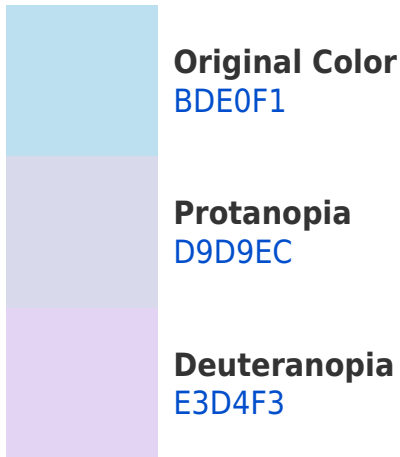 Original Color
BDE0F1
Protanopia
D9D9EC
Deuteranopia
E3D4F3